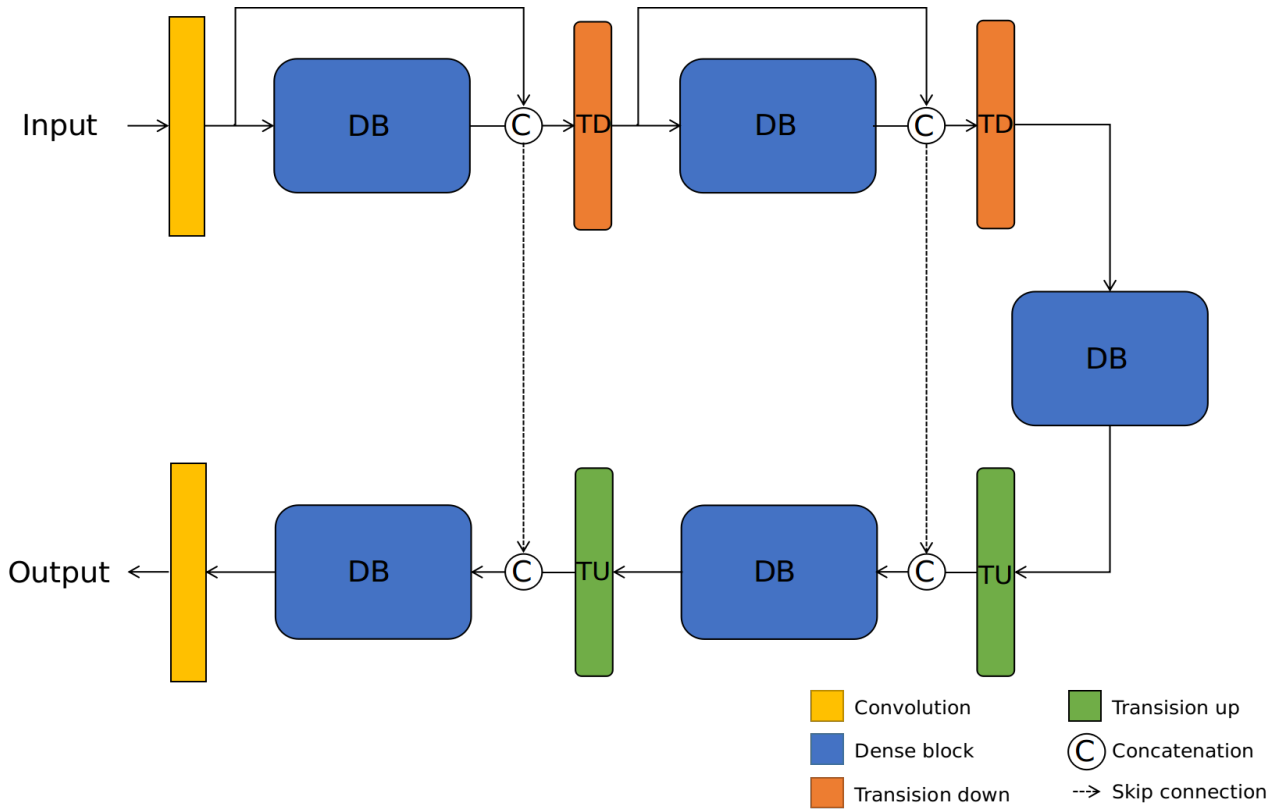 Input
DB
C
TD
DB
C
TD
DB
Output
DB
C
TU
DB
C
TU
Convolution
Dense block
Transision down
Transision up
C Concatenation
Skip connection